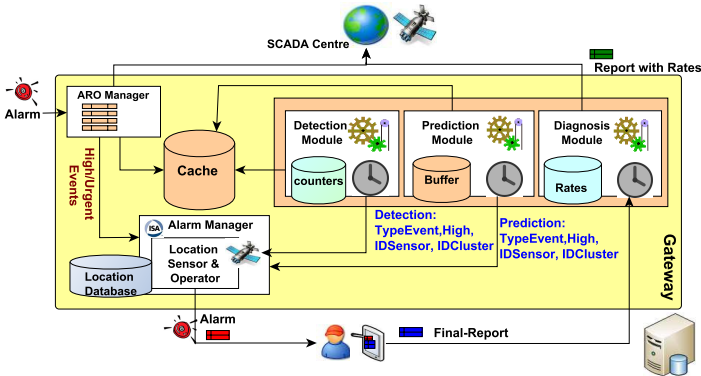 SCADA Centre
Report with Rates
Alarm
ARO Manager
Detection
Module
Prediction
Module
Diagnosis
Module
counters
Buffer
Rates
Cache
High/Urgent
Events
ISA
Alarm Manager
Location
Sensor &
Operator
Location
Database
Detection:
TypeEvent,High,
IDSensor, IDCluster
Prediction:
TypeEvent,High,
IDSensor, IDCluster
Gateway
Alarm
Final-Report